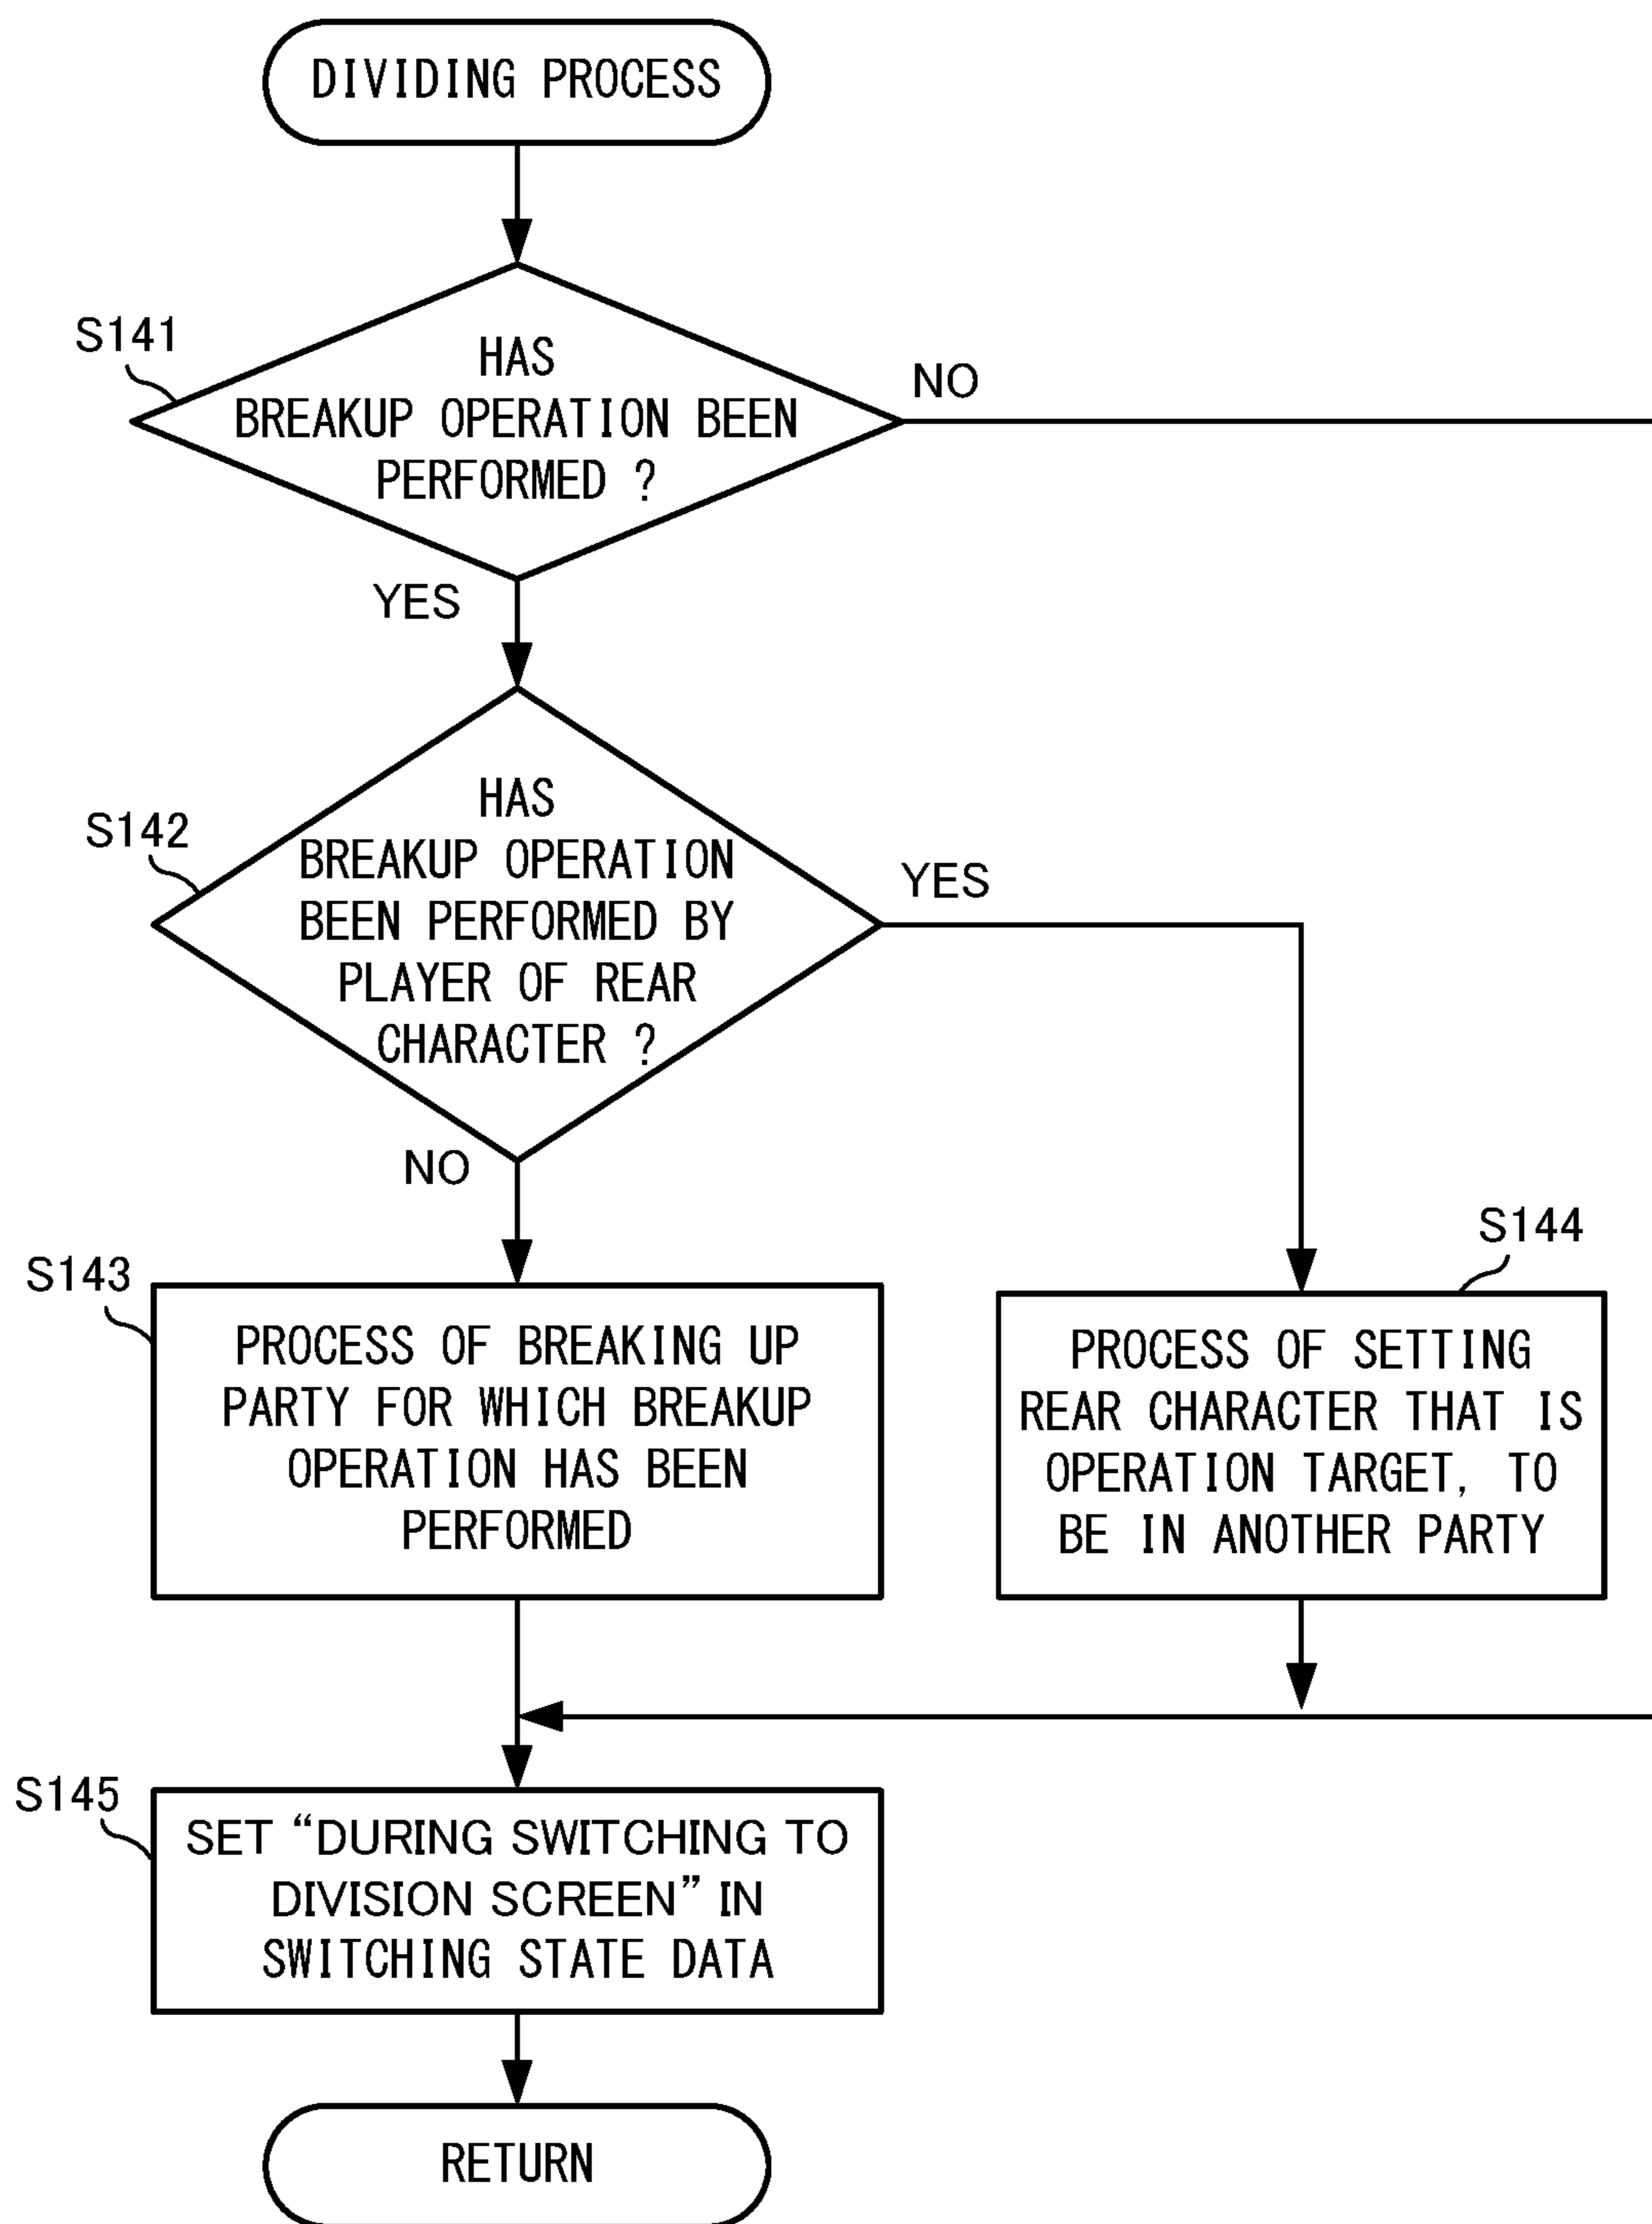 DIVIDING PROCESS
S141
HAS
BREAKUP OPERATION BEEN
PERFORMED ?
NO
YES
S142
HAS
BREAKUP OPERATION
BEEN PERFORMED BY
PLAYER OF REAR
CHARACTER ?
YES
NO
S143
PROCESS OF BREAKING UP
PARTY FOR WHICH BREAKUP
OPERATION HAS BEEN
PERFORMED
S144
PROCESS OF SETTING
REAR CHARACTER THAT IS
OPERATION TARGET, TO
BE IN ANOTHER PARTY
S145
SET “DURING SWITCHING TO
DIVISION SCREEN” IN
SWITCHING STATE DATA
RETURN